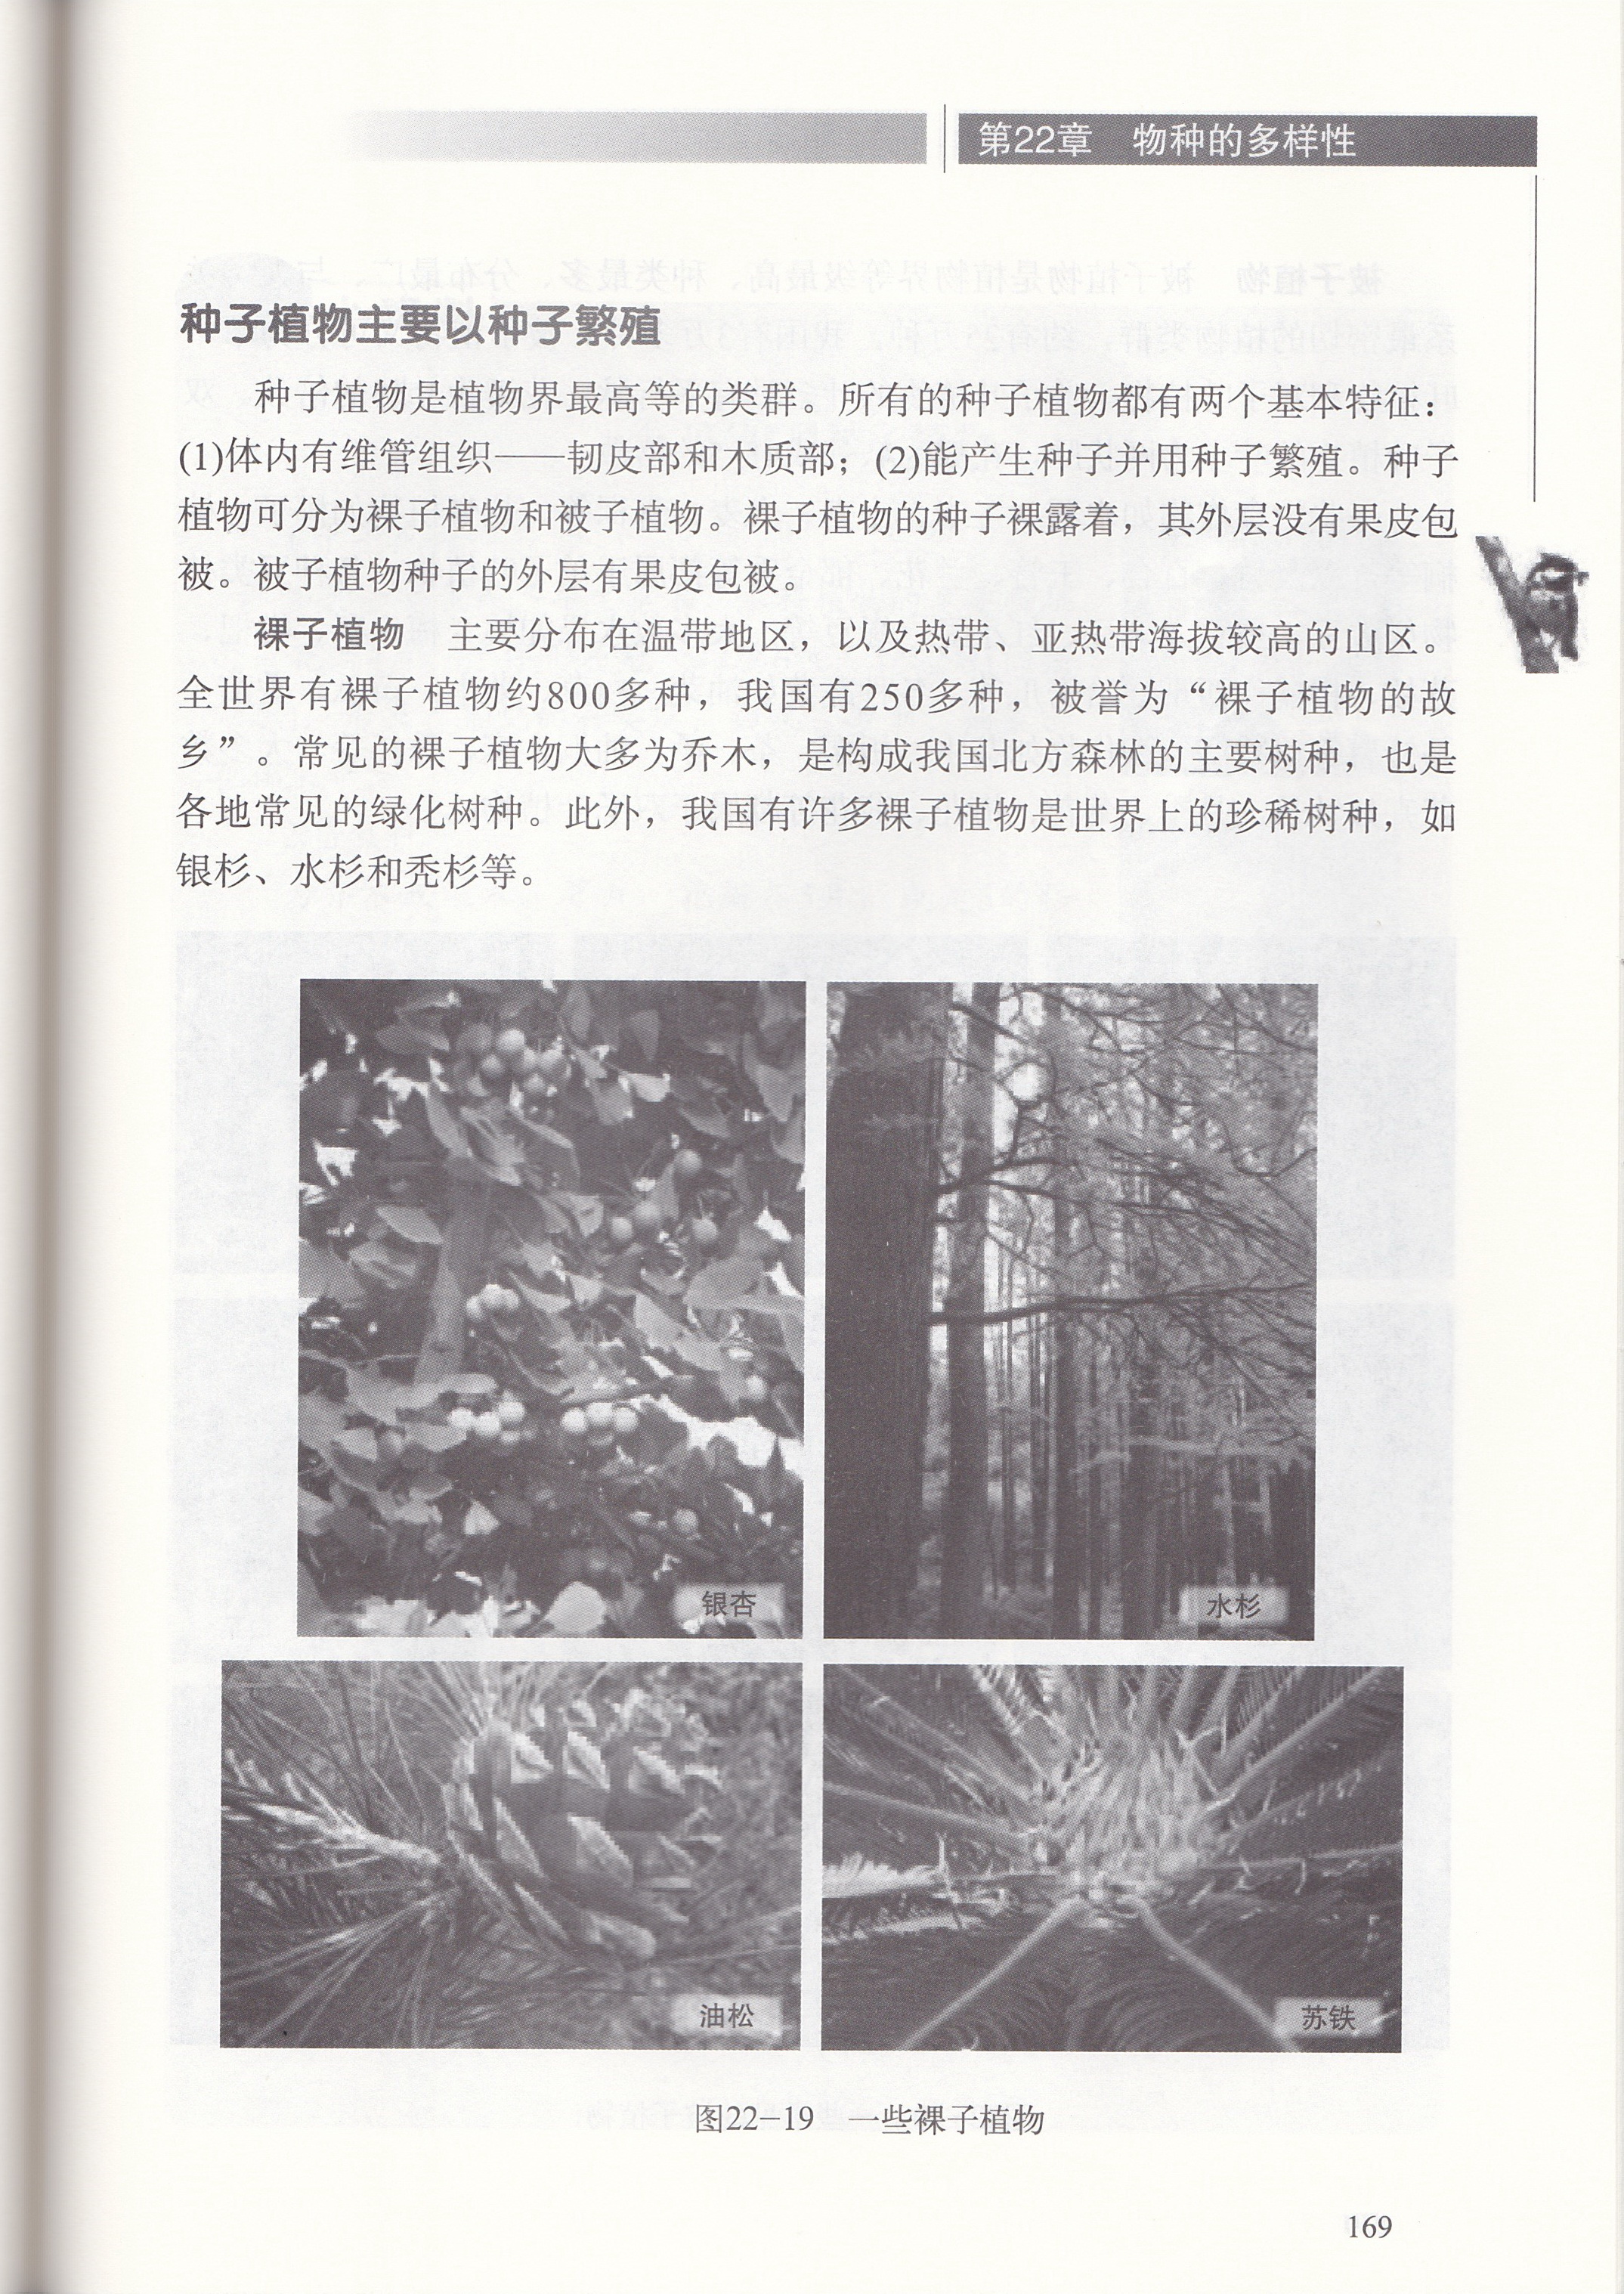 第22章 物种的多样性
种子植物主要以种子繁殖
种子植物是植物界最高等的类群。所有的种子植物都有两个基本特征：
(1)体内有维管组织——韧皮部和木质部；(2)能产生种子并用种子繁殖。种子
植物可分为裸子植物和被子植物。裸子植物的种子裸露着，其外层没有果皮包
被。被子植物种子的外层有果皮包被。
裸子植物 主要分布在温带地区，以及热带、亚热带海拔较高的山区。
全世界有裸子植物约800多种，我国有250多种，被誉为“裸子植物的故
乡”。常见的裸子植物大多为乔木，是构成我国北方森林的主要树种，也是
各地常见的绿化树种。此外，我国有许多裸子植物是世界上的珍稀树种，如
银杉、水杉和秃杉等。
银杏
水杉
油松
苏铁
图22-19 一些裸子植物
169